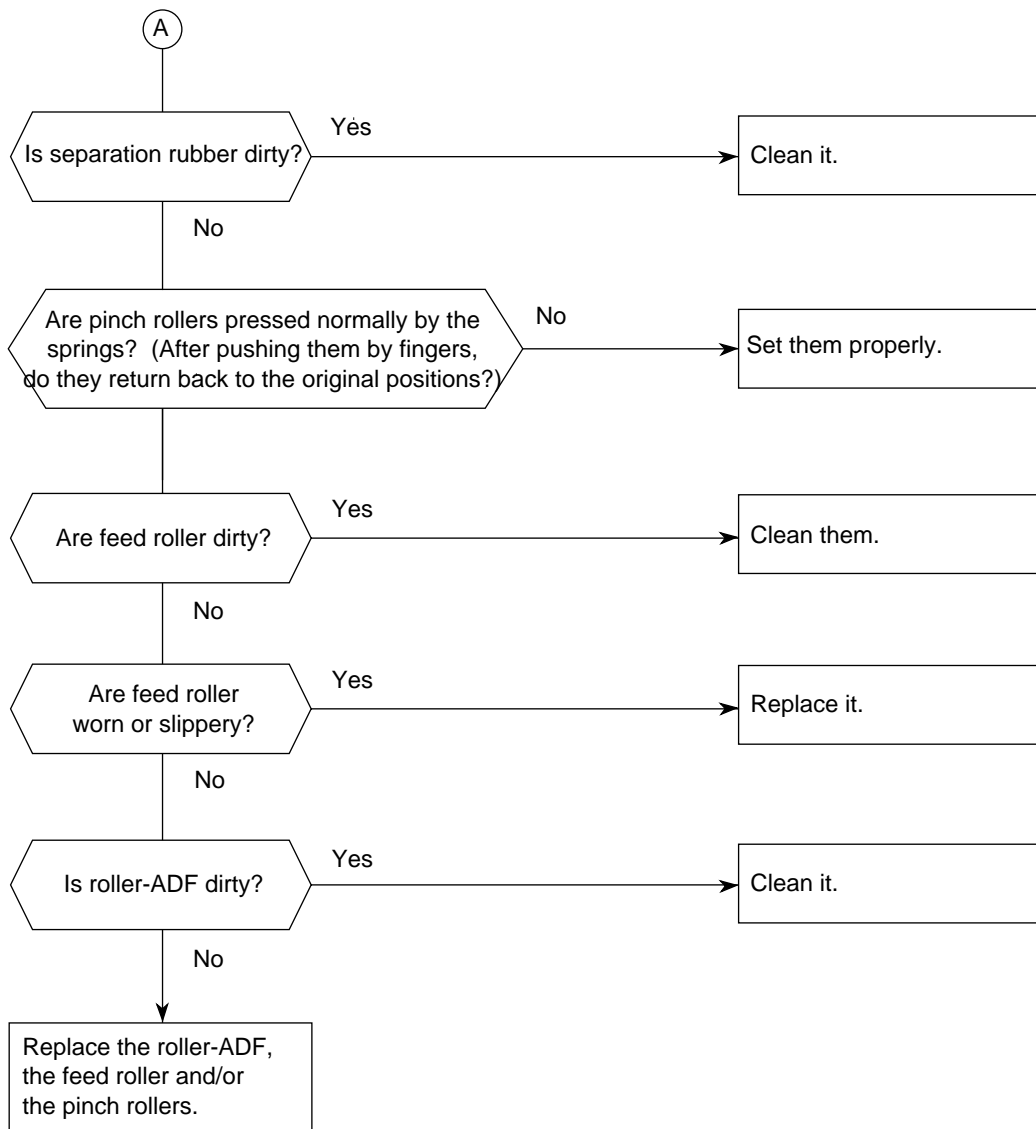 A
Yes
Is separation rubber dirty?
Clean it.
No
Are pinch rollers pressed normally by the
springs? (After pushing them by fingers,
do they return back to the original positions?)
No
Set them properly.
Yes
Are feed roller dirty?
Clean them.
No
Yes
Are feed roller
worn or slippery?
Replace it.
No
Yes
Is roller-ADF dirty?
Clean it.
No
Replace the roller-ADF,
the feed roller and/or
the pinch rollers.